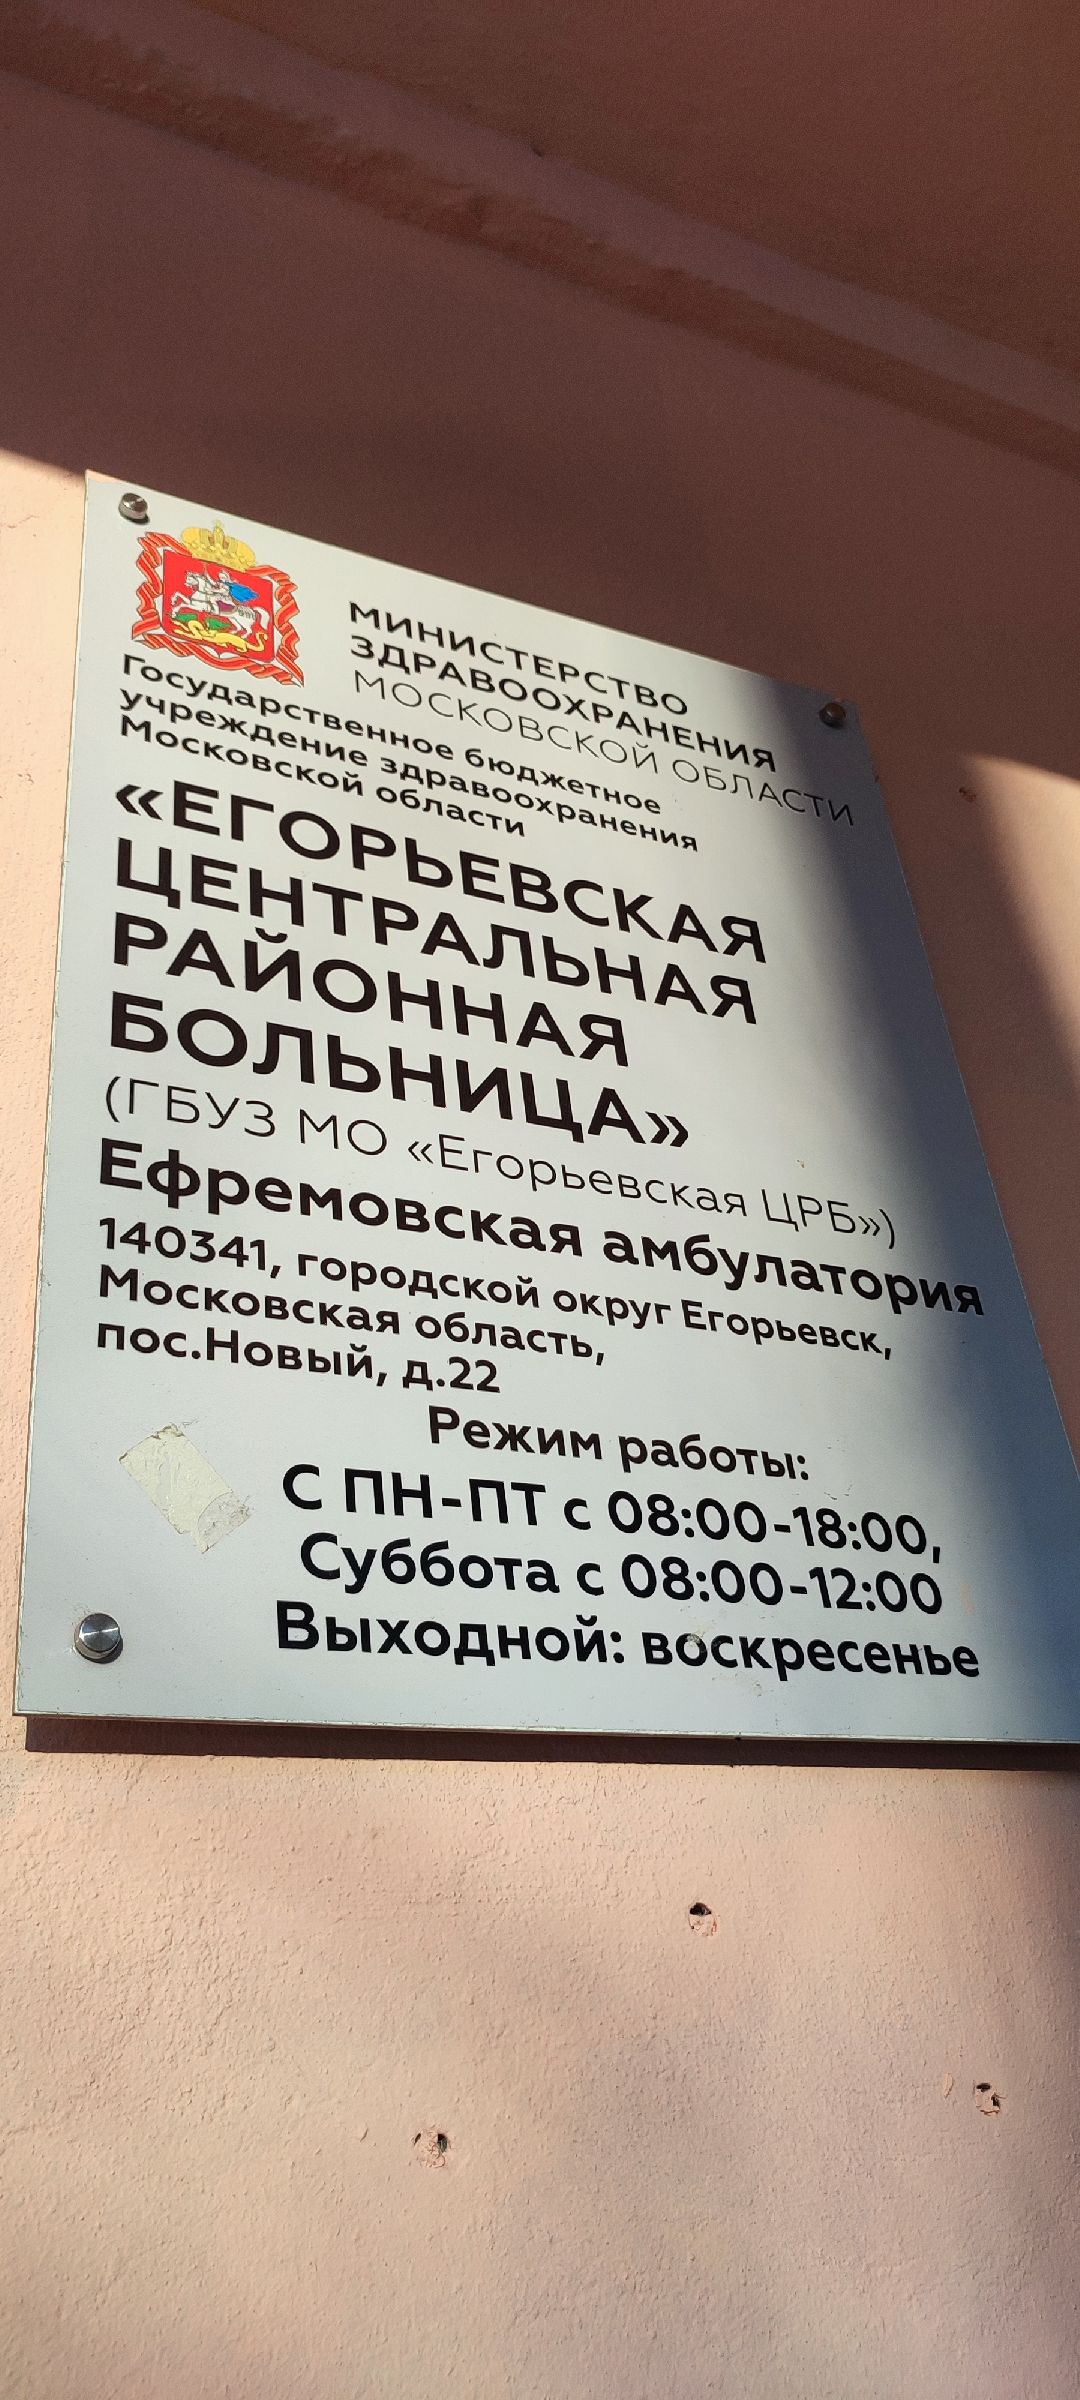 МИНИСТЕРСТВО
ЗДРАВООХРАНЕНИЯ
МОСКОВСКОЙ ОБЛАСТИ
Государственное бюджетное
учреждение здравоохранения
Московской области
«ЕГОРЬЕВСКАЯ
ЦЕНТРАЛЬНАЯ
РАЙОННАЯ
БОЛЬНИЦА»
(ГБУЗ МО «Егорьевская ЦРБ»)
Ефремовская амбулатория
140341, городской округ Егорьевск,
Московская область,
пос.Новый, д.22
Режим работы:
С ПН-ПТ с 08:00-18:00,
Суббота с 08:00-12:00
Выходной: воскресенье